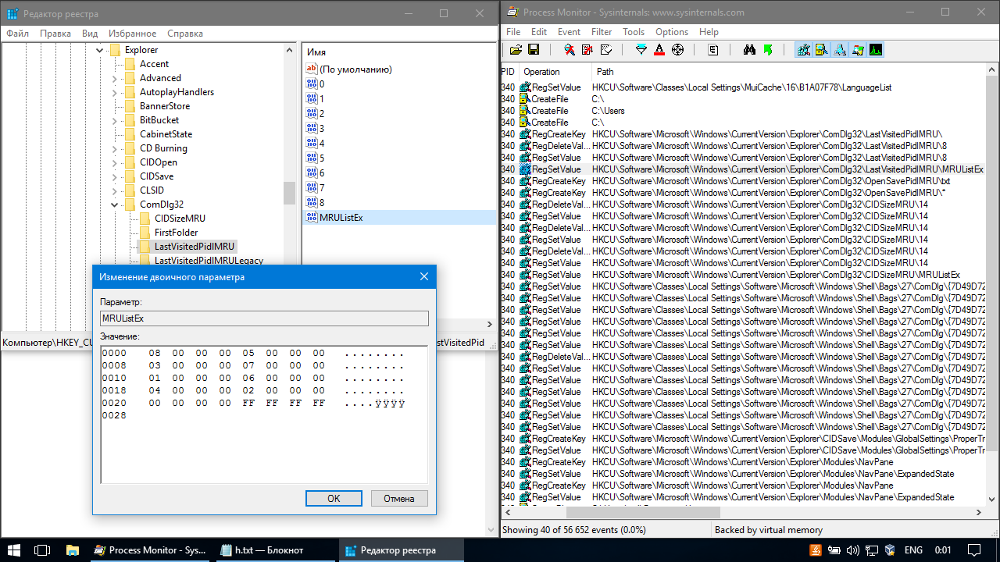 Редактор реестра
Файл Правка Вид Избранное Справка
Explorer
Accent
Advanced
AutoplayHandlers
BannerStore
BitBucket
CabinetState
CD Burning
CIDOpen
CIDSave
CLSID
ComDlg32
CIDSizeMRU
FirstFolder
LastVisitedPidlMRU
LastVisitedPidlMRULegacy
Имя
(По умолчанию)
0
1
2
3
4
5
6
7
8
MRUListEx
Компьютер\HKEY_CU
stVisitedPid
Изменение двоичного параметра
Параметр:
MRUListEx
Значение:
0000 08 00 00 00 05 00 00 00 ........
0008 03 00 00 00 07 00 00 00 ........
0010 01 00 00 00 06 00 00 00 ........
0018 04 00 00 00 02 00 00 00 ........
0020 00 00 00 00 FF FF FF FF ....ÿÿÿÿ
0028
OK Отмена
Process Monitor - Sysinternals: www.sysinternals.com
File Edit Event Filter Tools Options Help
PID Operation Path
340 RegSetValue HKCU\Software\Classes\Local Settings\MuiCache\16\B1A07F78\LanguageList
340 CreateFile C:\
340 CreateFile C:\Users
340 CreateFile C:\
340 RegCreateKey HKCU\Software\Microsoft\Windows\CurrentVersion\Explorer\ComDlg32\LastVisitedPidlMRU\
340 RegDeleteVal... HKCU\Software\Microsoft\Windows\CurrentVersion\Explorer\ComDlg32\LastVisitedPidlMRU\8
340 RegSetValue HKCU\Software\Microsoft\Windows\CurrentVersion\Explorer\ComDlg32\LastVisitedPidlMRU\8
340 RegSetValue HKCU\Software\Microsoft\Windows\CurrentVersion\Explorer\ComDlg32\LastVisitedPidlMRU\MRUListEx
340 RegCreateKey HKCU\Software\Microsoft\Windows\CurrentVersion\Explorer\ComDlg32\OpenSavePidlMRU\txt
340 RegCreateKey HKCU\Software\Microsoft\Windows\CurrentVersion\Explorer\ComDlg32\OpenSavePidlMRU\*
340 RegDeleteVal... HKCU\Software\Microsoft\Windows\CurrentVersion\Explorer\ComDlg32\CIDSizeMRU\14
340 RegSetValue HKCU\Software\Microsoft\Windows\CurrentVersion\Explorer\ComDlg32\CIDSizeMRU\14
340 RegDeleteVal... HKCU\Software\Microsoft\Windows\CurrentVersion\Explorer\ComDlg32\CIDSizeMRU\14
340 RegSetValue HKCU\Software\Microsoft\Windows\CurrentVersion\Explorer\ComDlg32\CIDSizeMRU\14
340 RegDeleteVal... HKCU\Software\Microsoft\Windows\CurrentVersion\Explorer\ComDlg32\CIDSizeMRU\14
340 RegSetValue HKCU\Software\Microsoft\Windows\CurrentVersion\Explorer\ComDlg32\CIDSizeMRU\14
340 RegSetValue HKCU\Software\Microsoft\Windows\CurrentVersion\Explorer\ComDlg32\CIDSizeMRU\MRUListEx
340 RegSetValue HKCU\Software\Classes\Local Settings\Software\Microsoft\Windows\Shell\Bags\27\ComDlg\{7D49D72
340 RegSetValue HKCU\Software\Classes\Local Settings\Software\Microsoft\Windows\Shell\Bags\27\ComDlg\{7D49D72
340 RegSetValue HKCU\Software\Classes\Local Settings\Software\Microsoft\Windows\Shell\Bags\27\ComDlg\{7D49D72
340 RegSetValue HKCU\Software\Classes\Local Settings\Software\Microsoft\Windows\Shell\Bags\27\ComDlg\{7D49D72
340 RegSetValue HKCU\Software\Classes\Local Settings\Software\Microsoft\Windows\Shell\Bags\27\ComDlg\{7D49D72
340 RegSetValue HKCU\Software\Classes\Local Settings\Software\Microsoft\Windows\Shell\Bags\27\ComDlg\{7D49D72
340 RegDeleteVal... HKCU\Software\Classes\Local Settings\Software\Microsoft\Windows\Shell\Bags\27\ComDlg\{7D49D72
340 RegSetValue HKCU\Software\Classes\Local Settings\Software\Microsoft\Windows\Shell\Bags\27\ComDlg\{7D49D72
340 RegSetValue HKCU\Software\Classes\Local Settings\Software\Microsoft\Windows\Shell\Bags\27\ComDlg\{7D49D72
340 RegSetValue HKCU\Software\Classes\Local Settings\Software\Microsoft\Windows\Shell\Bags\27\ComDlg\{7D49D72
340 RegSetValue HKCU\Software\Classes\Local Settings\Software\Microsoft\Windows\Shell\Bags\27\ComDlg\{7D49D72
340 RegSetValue HKCU\Software\Classes\Local Settings\Software\Microsoft\Windows\Shell\Bags\27\ComDlg\{7D49D72
340 RegSetValue HKCU\Software\Classes\Local Settings\Software\Microsoft\Windows\Shell\Bags\27\ComDlg\{7D49D72
340 RegCreateKey HKCU\Software\Microsoft\Windows\CurrentVersion\Explorer\CIDSave\Modules\GlobalSettings\ProperTr
340 RegSetValue HKCU\Software\Microsoft\Windows\CurrentVersion\Explorer\CIDSave\Modules\GlobalSettings\ProperTr
340 RegCreateKey HKCU\Software\Microsoft\Windows\CurrentVersion\Explorer\Modules\NavPane
340 RegSetValue HKCU\Software\Microsoft\Windows\CurrentVersion\Explorer\Modules\NavPane\ExpandedState
340 RegCreateKey HKCU\Software\Microsoft\Windows\CurrentVersion\Explorer\Modules\NavPane
340 RegSetValue HKCU\Software\Microsoft\Windows\CurrentVersion\Explorer\Modules\NavPane\ExpandedState
Showing 40 of 56 652 events (0.0%) Backed by virtual memory
Process Monitor - Sys... h.txt — Блокнот Редактор реестра ENG 0:01